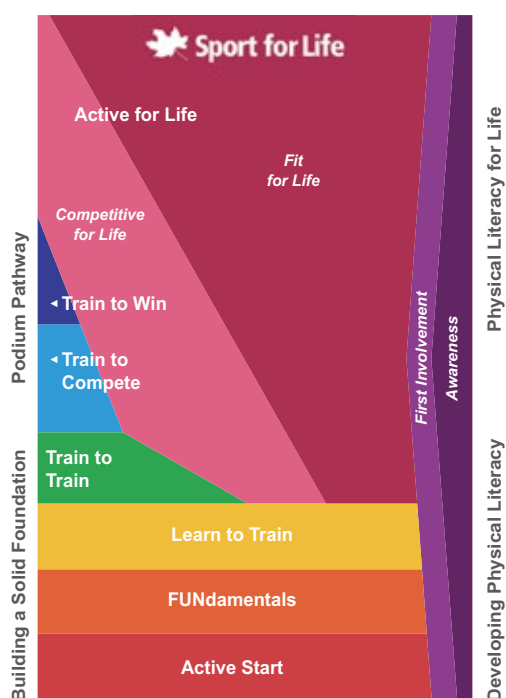 Sport for Life
Active for Life
Fit
for Life
Competitive
for Life
Train to Win
Train to
Compete
Train to
Train
Learn to Train
FUNdamentals
Active Start
First Involvement
Awareness
Podium Pathway
Building a Solid Foundation
Physical Literacy for Life
Developing Physical Literacy